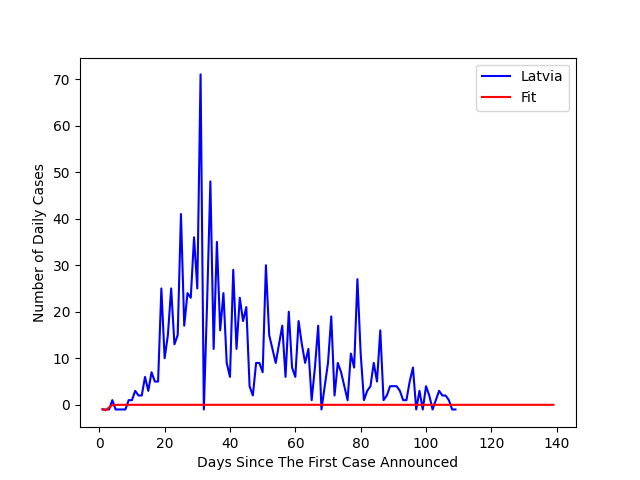 Latvia
Fit
Number of Daily Cases
70
60
50
40
30
20
10
0
0 20 40 60 80 100 120 140
Days Since The First Case Announced